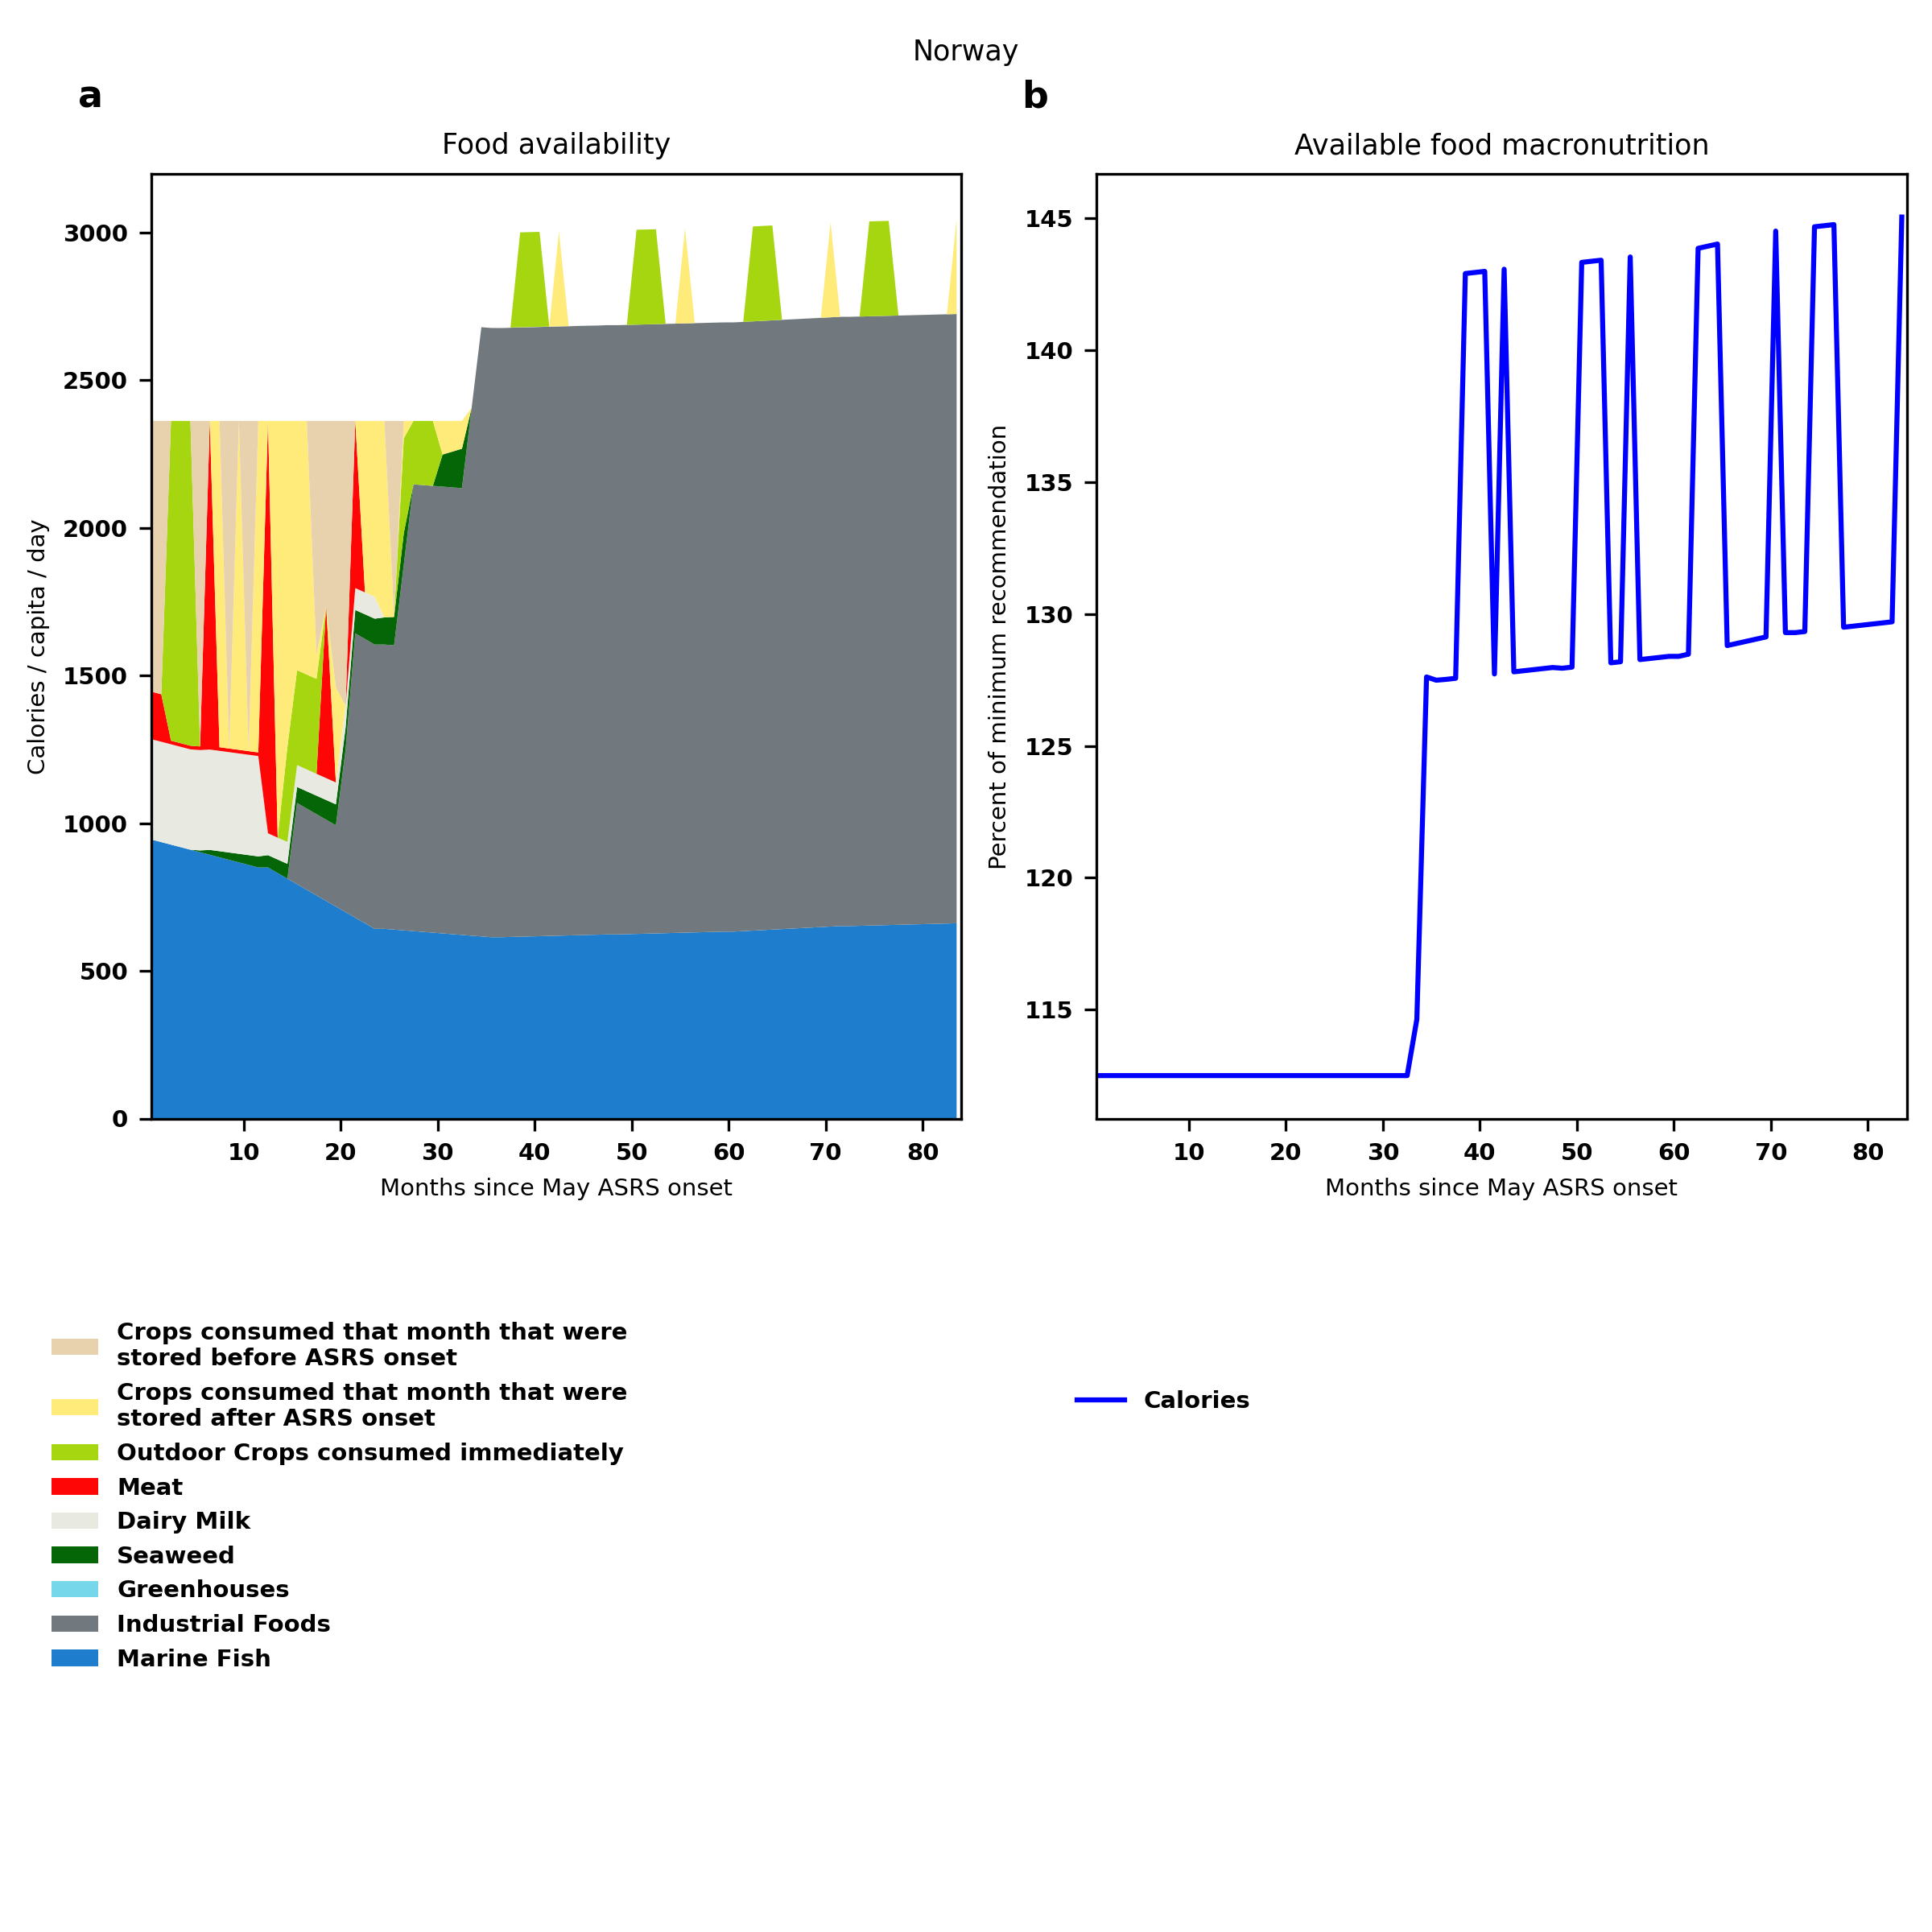 Norway
a
Food availability
3000
2500
2000
1500
1000
500
0
Calories / capita / day
10 20 30 40 50 60 70 80
Months since May ASRS onset
b
Available food macronutrition
145
140
135
130
125
120
115
Percent of minimum recommendation
10 20 30 40 50 60 70 80
Months since May ASRS onset
Crops consumed that month that were
stored before ASRS onset
Crops consumed that month that were
stored after ASRS onset
Outdoor Crops consumed immediately
Meat
Dairy Milk
Seaweed
Greenhouses
Industrial Foods
Marine Fish
Calories